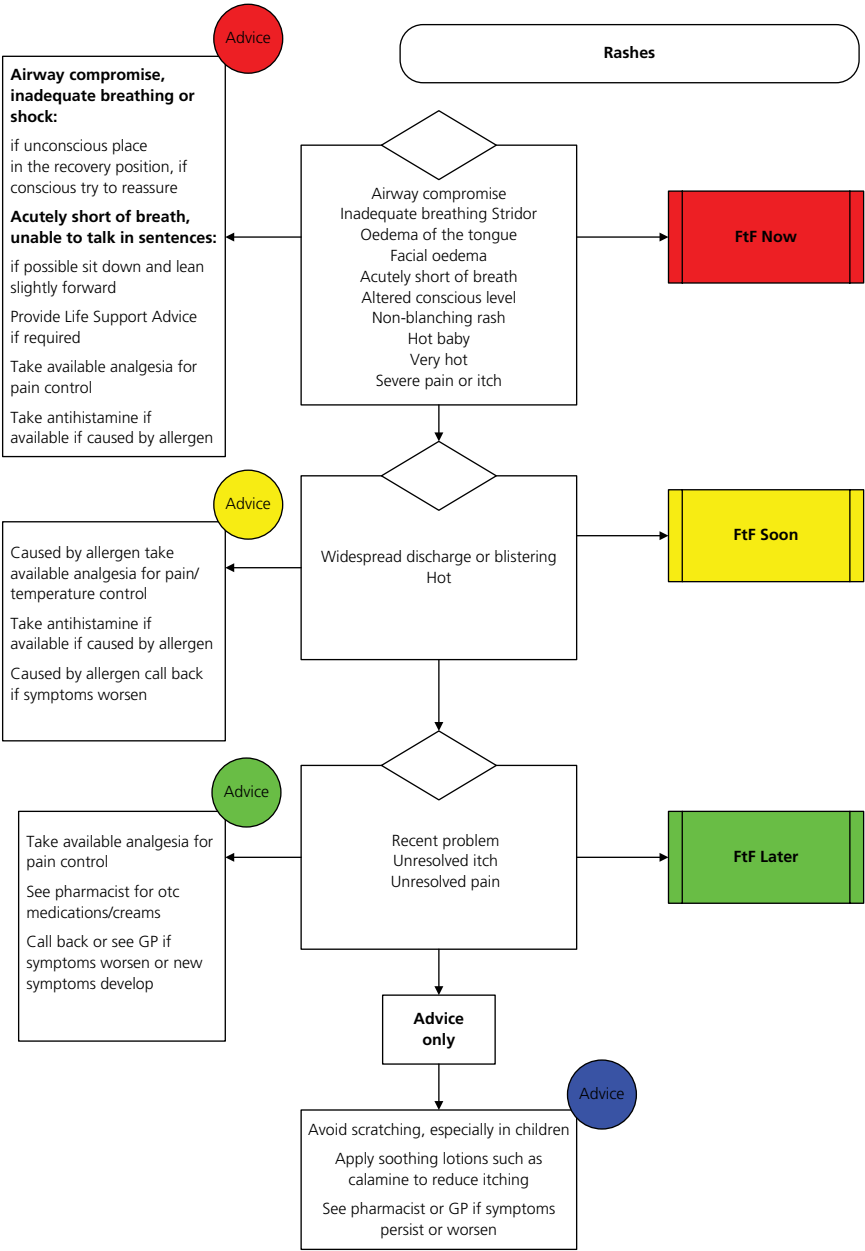 Rashes
Advice
Airway compromise,
inadequate breathing or
shock:
if unconscious place
in the recovery position, if
conscious try to reassure
Acutely short of breath,
unable to talk in sentences:
if possible sit down and lean
slightly forward
Provide Life Support Advice
if required
Take available analgesia for
pain control
Take antihistamine if
available if caused by allergen
Airway compromise
Inadequate breathing Stridor
Oedema of the tongue
Facial oedema
Acutely short of breath
Altered conscious level
Non-blanching rash
Hot baby
Very hot
Severe pain or itch
FtF Now
Advice
Caused by allergen take
available analgesia for pain/
temperature control
Take antihistamine if
available if caused by allergen
Caused by allergen call back
if symptoms worsen
Widespread discharge or blistering
Hot
FtF Soon
Advice
Take available analgesia for
pain control
See pharmacist for otc
medications/creams
Call back or see GP if
symptoms worsen or new
symptoms develop
Recent problem
Unresolved itch
Unresolved pain
FtF Later
Advice
only
Advice
Avoid scratching, especially in children
Apply soothing lotions such as
calamine to reduce itching
See pharmacist or GP if symptoms
persist or worsen